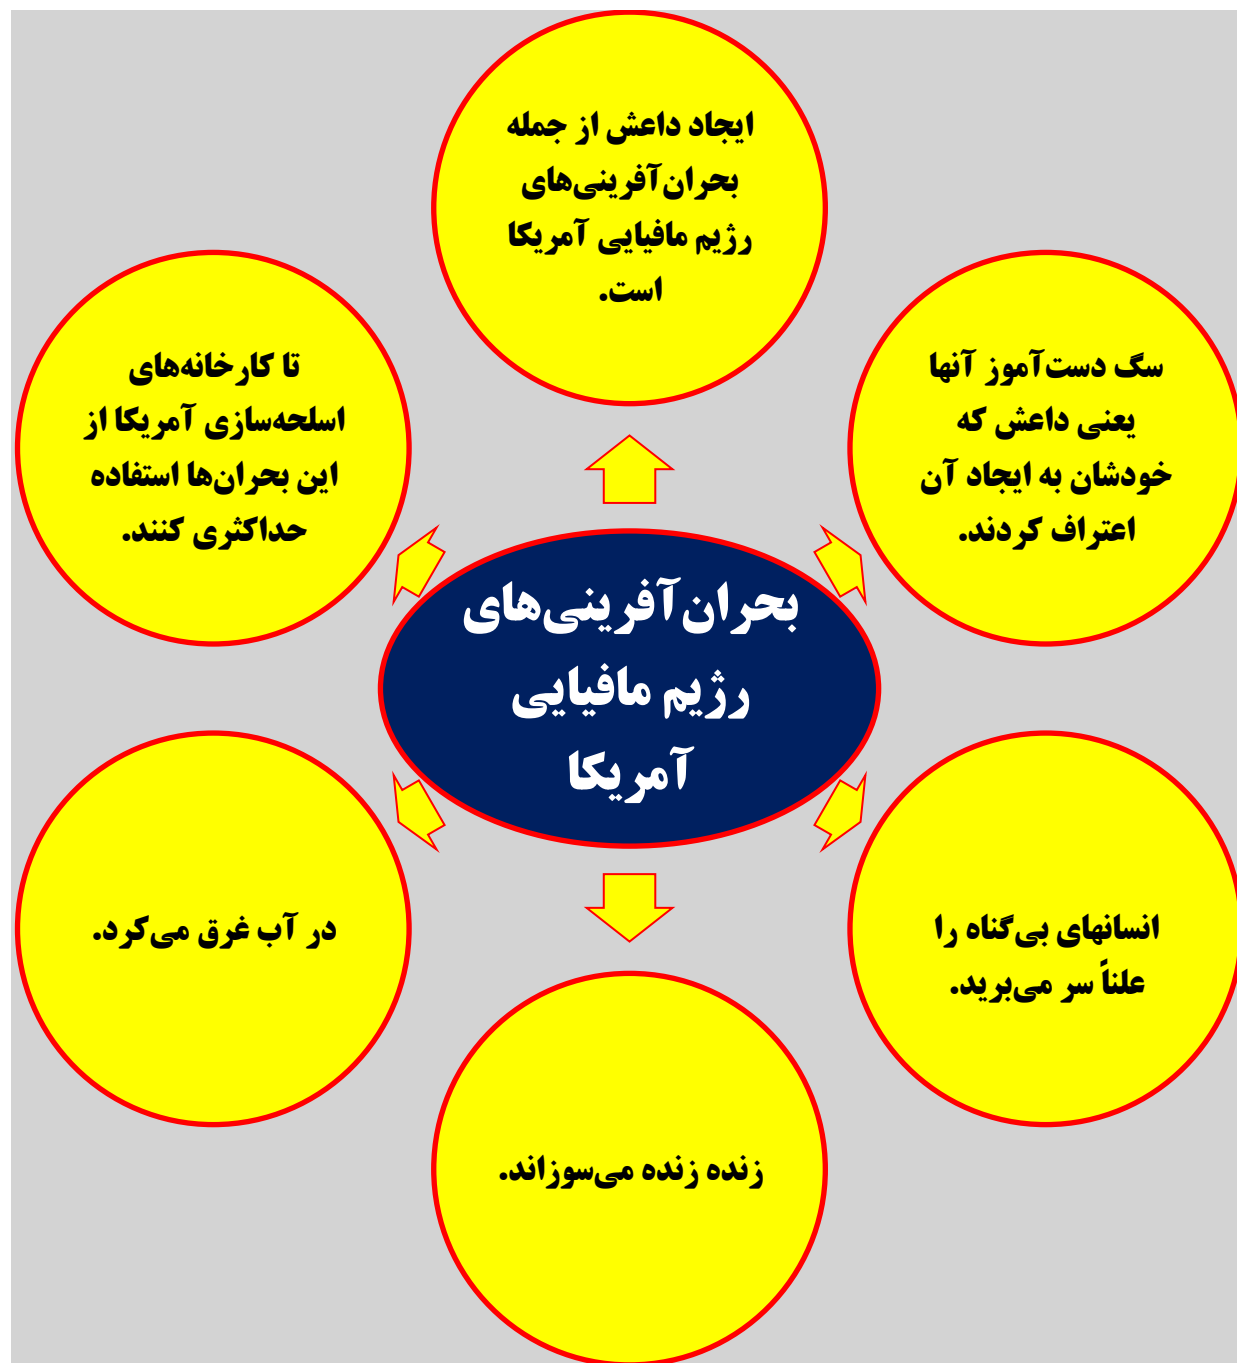 ایجاد داعش از جمله
بحران‌آفرینی‌های
رژیم مافیایی آمریکا
است.
سگ دست‌آموز آنها
یعنی داعش که
خودشان به ایجاد آن
اعتراف کردند.
انسانهای بی‌گناه را
علناً سر می‌برید.
زنده زنده می‌سوزاند.
در آب غرق می‌کرد.
تا کارخانه‌های
اسلحه‌سازی آمریکا از
این بحران‌ها استفاده
حداکثری کنند.
بحران‌آفرینی‌های
رژیم مافیایی
آمریکا